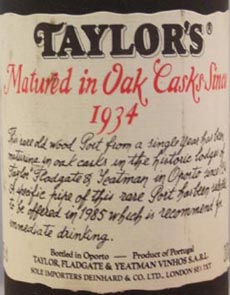 TAYLOR'S®
Matured in Oak Casks Since
1934
This rare old wood Port from a single year has been
maturing in oak casks in the historic lodges of
Taylor Fladgate & Yeatman in Oporto since 1934
A specific pipe of this rare Port has been selected
to be offered in 1985 which is recommended for
immediate drinking.
Bottled in Oporto — Product of Portugal
TAYLOR, FLADGATE & YEATMAN VINHOS S.A.R.L.
SOLE IMPORTERS DEINHARD & CO. LTD., LONDON SE1 7XT